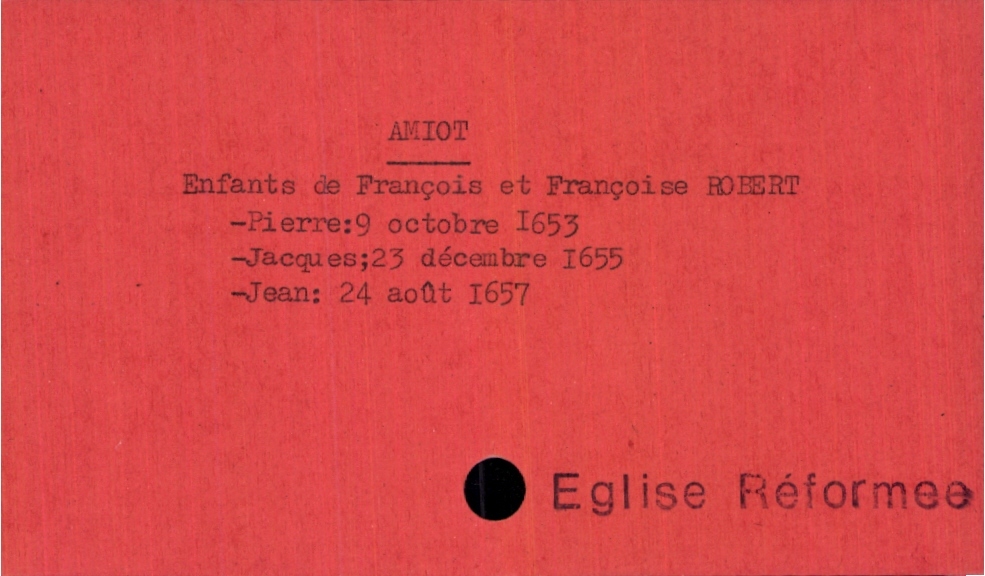 AMIOT
Enfants de François et Françoise ROBERT
-Pierre:9 octobre I653
-Jacques;23 décembre I655
-Jean: 24 août I657
Eglise Réformee